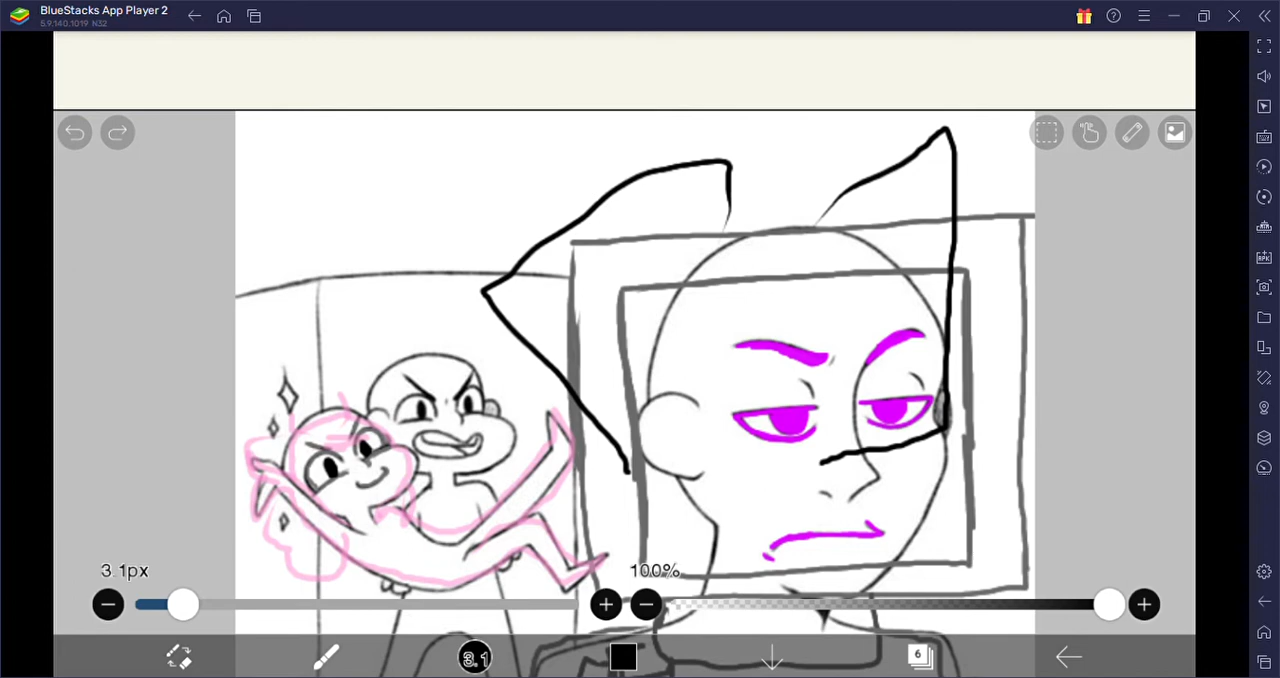 BlueStacks App Player 2
5.9.140.1019 N32
3.1px
100%
3.1
6